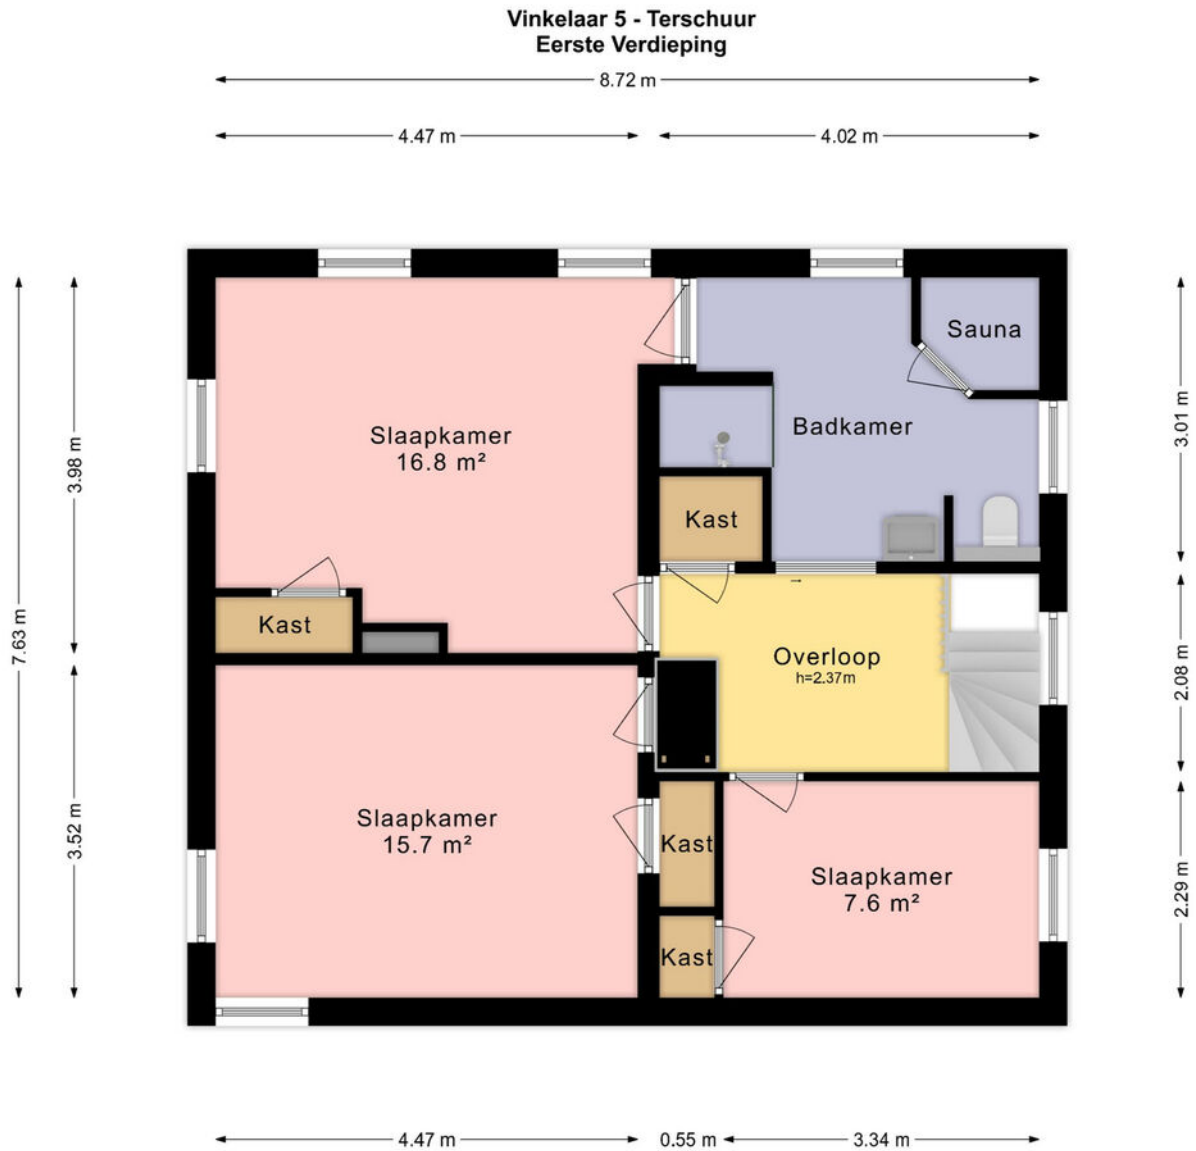 Vinkelaar 5 - Terschuur
Eerste Verdieping
8.72 m
4.47 m
4.02 m
Sauna
Slaapkamer
16.8 m²
Badkamer
3.98 m
3.01 m
Kast
Kast
7.63 m
Overloop
h=2.37m
2.08 m
Slaapkamer
15.7 m²
3.52 m
Kast
Slaapkamer
7.6 m²
2.29 m
Kast
4.47 m
0.55 m
3.34 m